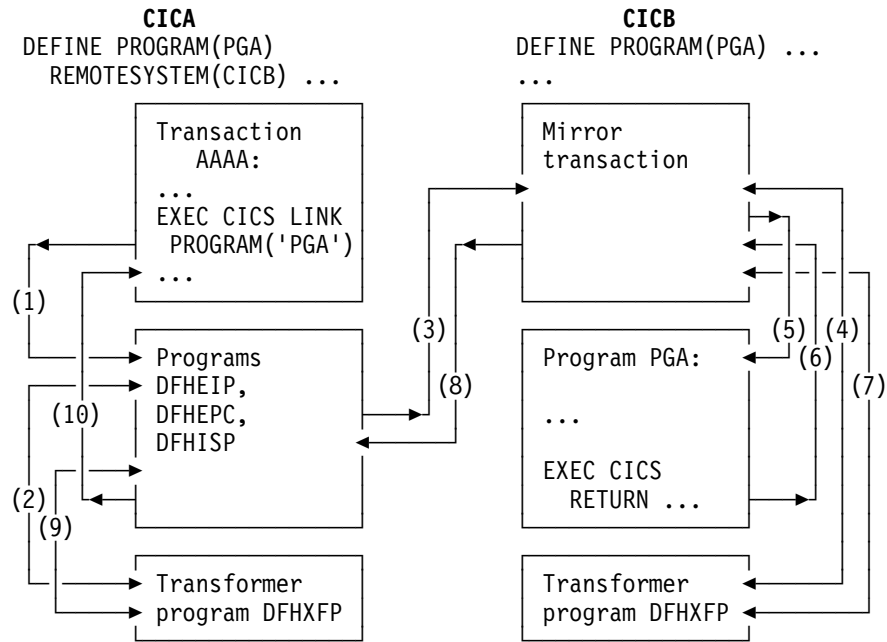 CICA
DEFINE PROGRAM(PGA)
REMOTESYSTEM(CICB) ...
Transaction
AAAA:
...
EXEC CICS LINK
PROGRAM('PGA')
...
(1)
Programs
DFHEIP,
DFHEPC,
DFHISP
(10)
(2)
(9)
Transformer
program DFHXFP
(3)
(8)
CICB
DEFINE PROGRAM(PGA) ...
...
Mirror
transaction
(5)
(4)
(6)
(7)
Program PGA:
...
EXEC CICS
RETURN ...
Transformer
program DFHXFP